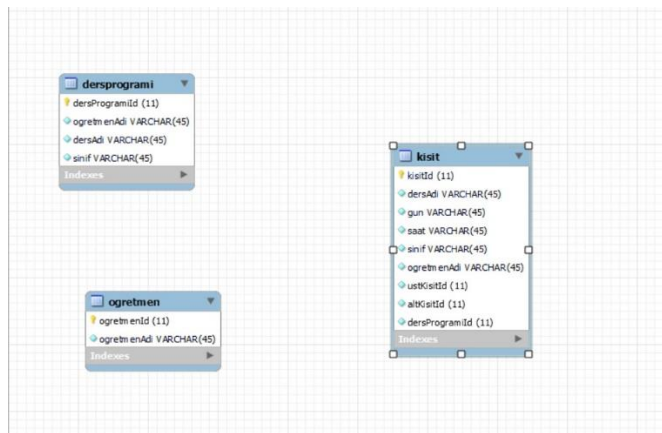 dersprogrami
dersProgramiId (11)
ogretmenAdi VARCHAR(45)
dersAdi VARCHAR(45)
sinif VARCHAR(45)
Indexes
kisit
kisitId (11)
dersAdi VARCHAR(45)
gun VARCHAR(45)
saat VARCHAR(45)
sinif VARCHAR(45)
ogretmenAdi VARCHAR(45)
ustKisitId (11)
altKisitId (11)
dersProgramiId (11)
Indexes
ogretmen
ogretmenId (11)
ogretmenAdi VARCHAR(45)
Indexes